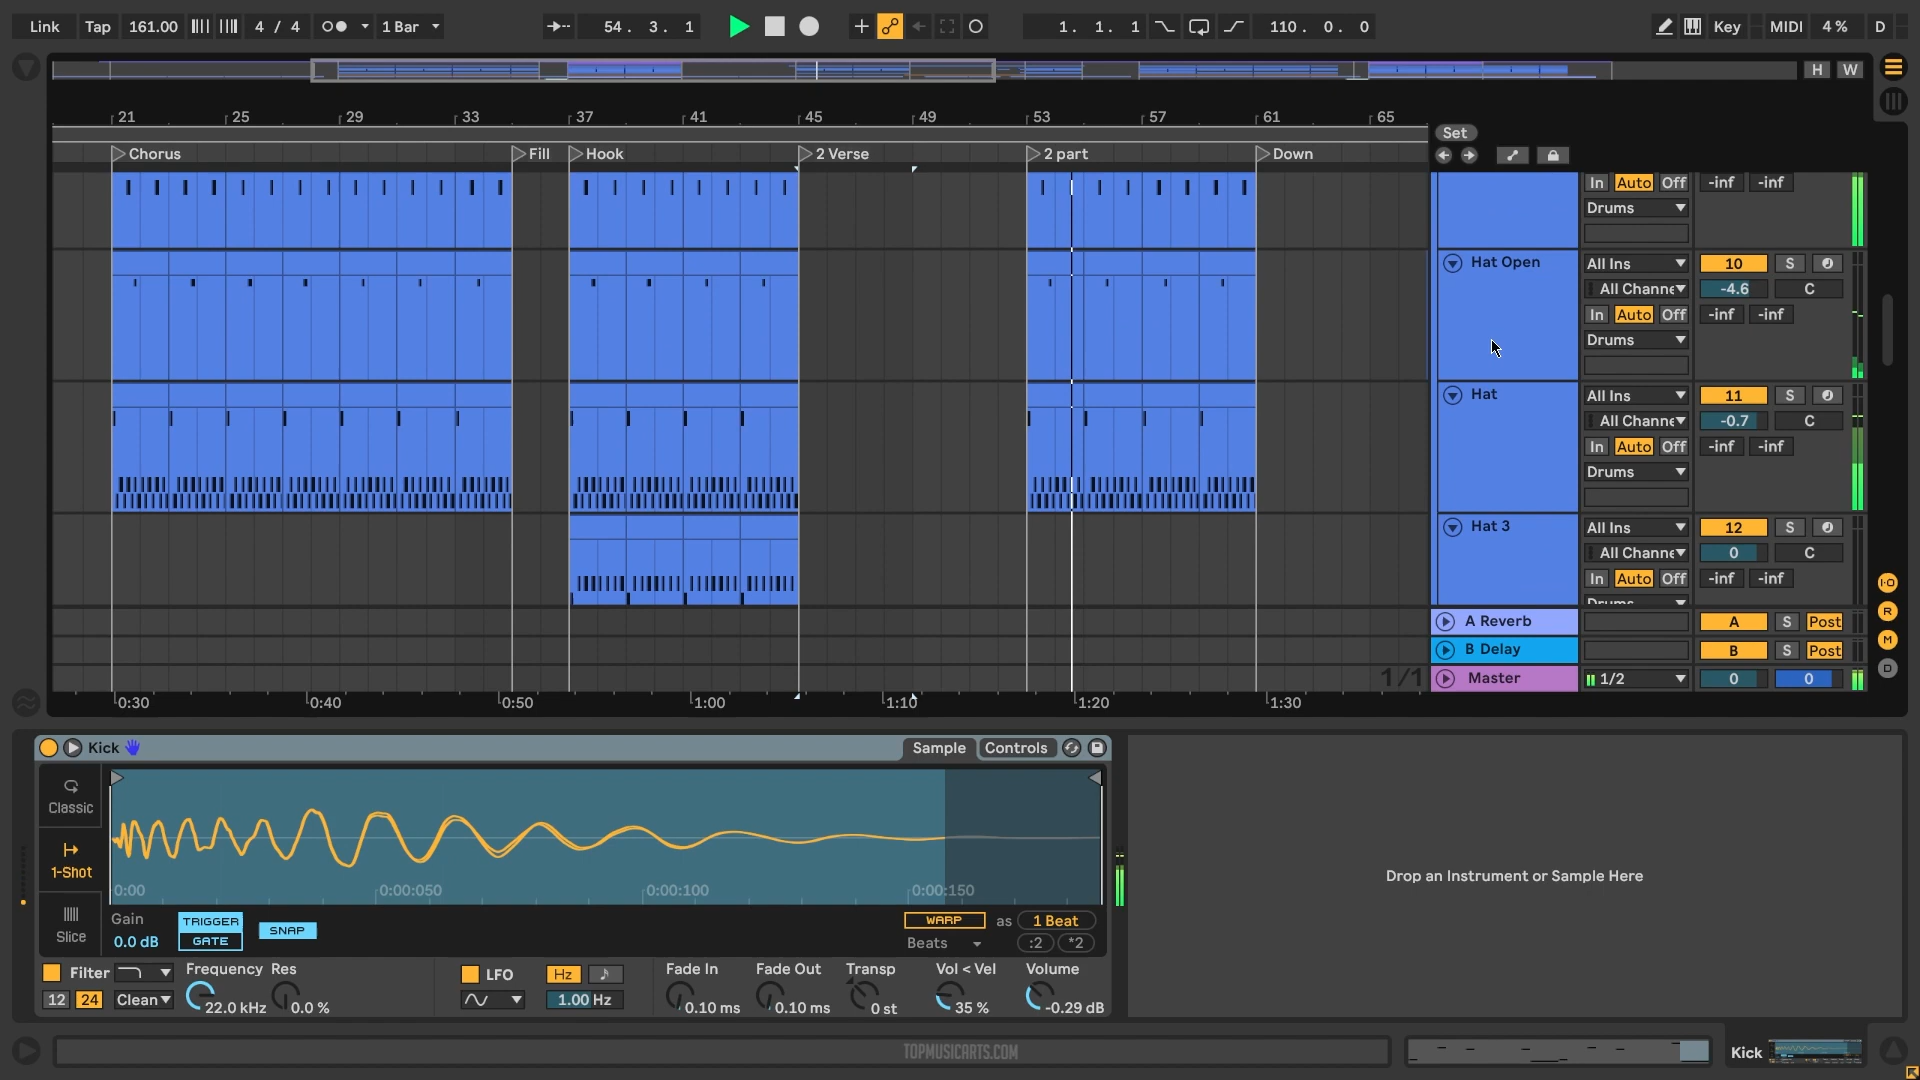 Link Tap 161.00 4 / 4 1 Bar 54. 3. 1 1. 1. 1 110. 0. 0 Key MIDI 4 % D
H W
21 25 29 33 37 41 45 49 53 57 61 65
Set
Chorus Fill Hook 2 Verse 2 part Down
In Auto Off -inf -inf
Drums
Hat Open All Ins 10 S
All Channe -4.6 C
In Auto Off -inf -inf
Drums
Hat All Ins 11 S
All Channe -0.7 C
In Auto Off -inf -inf
Drums
Hat 3 All Ins 12 S
All Channe 0 C
In Auto Off -inf -inf
I·O
R
M
D
A Reverb A S Post
B Delay B S Post
1/1 Master 1/2 0 0
0:30 0:40 0:50 1:00 1:10 1:20 1:30
Kick Sample Controls
Classic
1-Shot
Slice
0:00 0:00:050 0:00:100 0:00:150
Gain TRIGGER SNAP WARP as 1 Beat
0.0 dB GATE Beats :2 *2
Filter Frequency Res LFO Hz Fade In Fade Out Transp Vol < Vel Volume
12 24 Clean 22.0 kHz 0.0 % 1.00 Hz 0.10 ms 0.10 ms 0 st 35 % -0.29 dB
Drop an Instrument or Sample Here
TOPMUSICARTS.COM
Kick